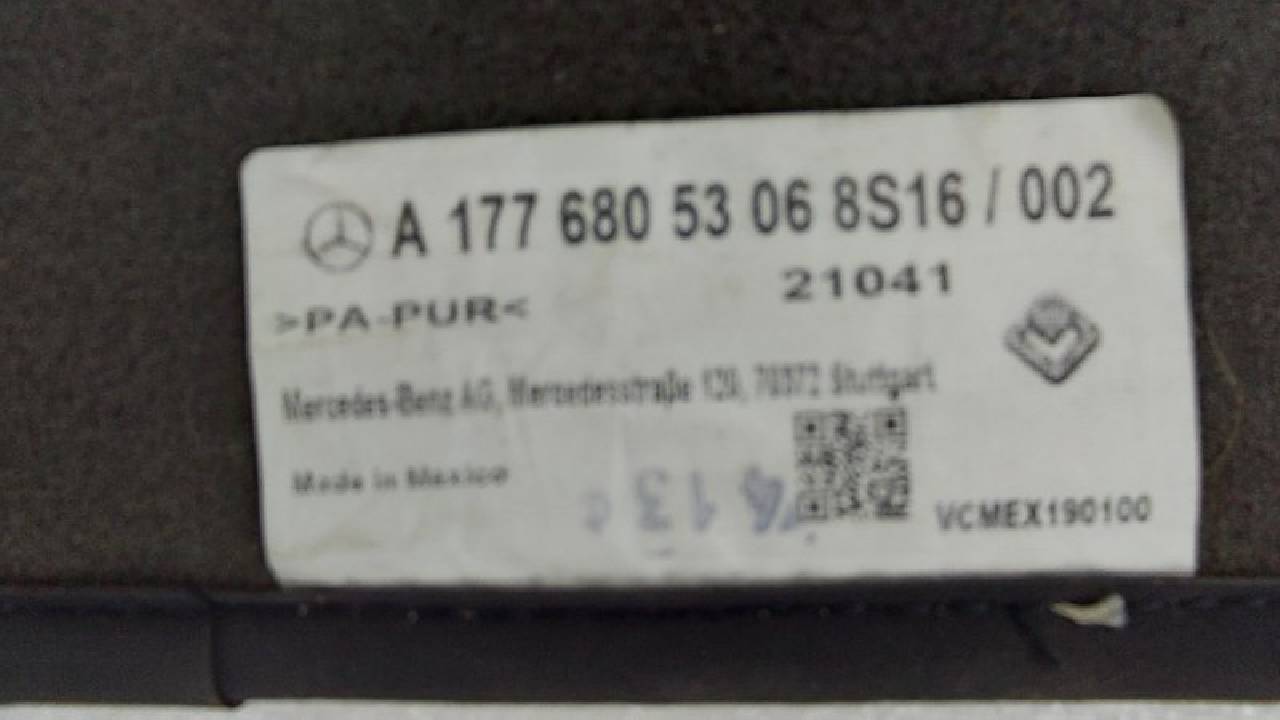 A 177 680 53 06 8S16 / 002
21041
>PA-PUR<
Mercedes-Benz AG, Mercedesstraße 120, 70372 Stuttgart
Made in Mexico
VCMEX190100